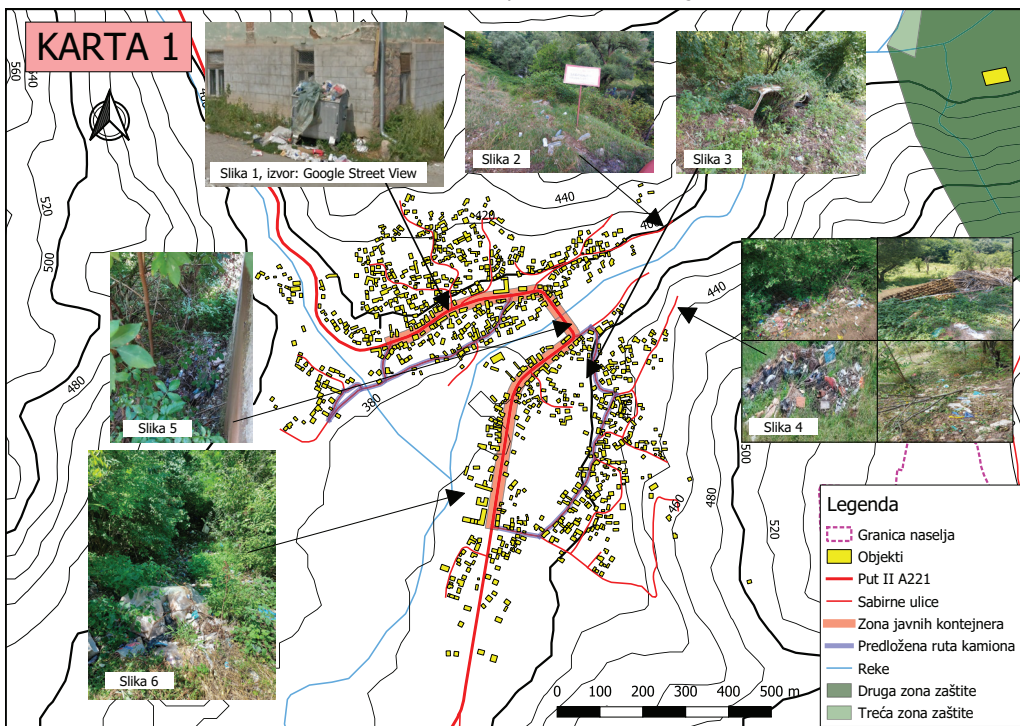 KARTA 1
Slika 1, izvor: Google Street View
Slika 2
Slika 3
Slika 4
Slika 5
Slika 6
560
540
460
520
500
480
440
420
400
440
380
500
480
460
420
520
Legenda
Granica naselja
Objekti
Put II A221
Sabirne ulice
Zona javnih kontejnera
Predložena ruta kamiona
Reke
Druga zona zaštite
Treća zona zaštite
0 100 200 300 400 500 m